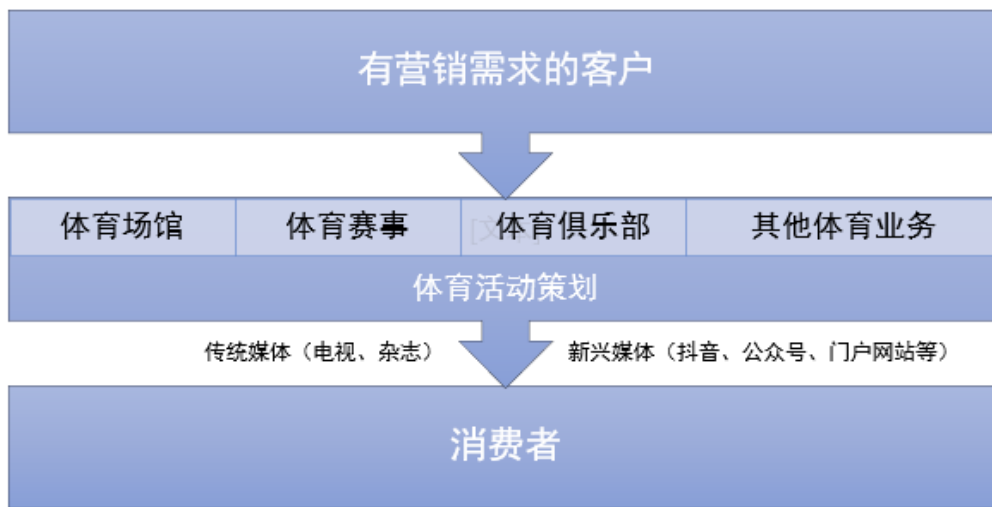 有营销需求的客户
体育场馆 体育赛事 体育俱乐部 其他体育业务
体育活动策划
传统媒体（电视、杂志） 新兴媒体（抖音、公众号、门户网站等）
消费者